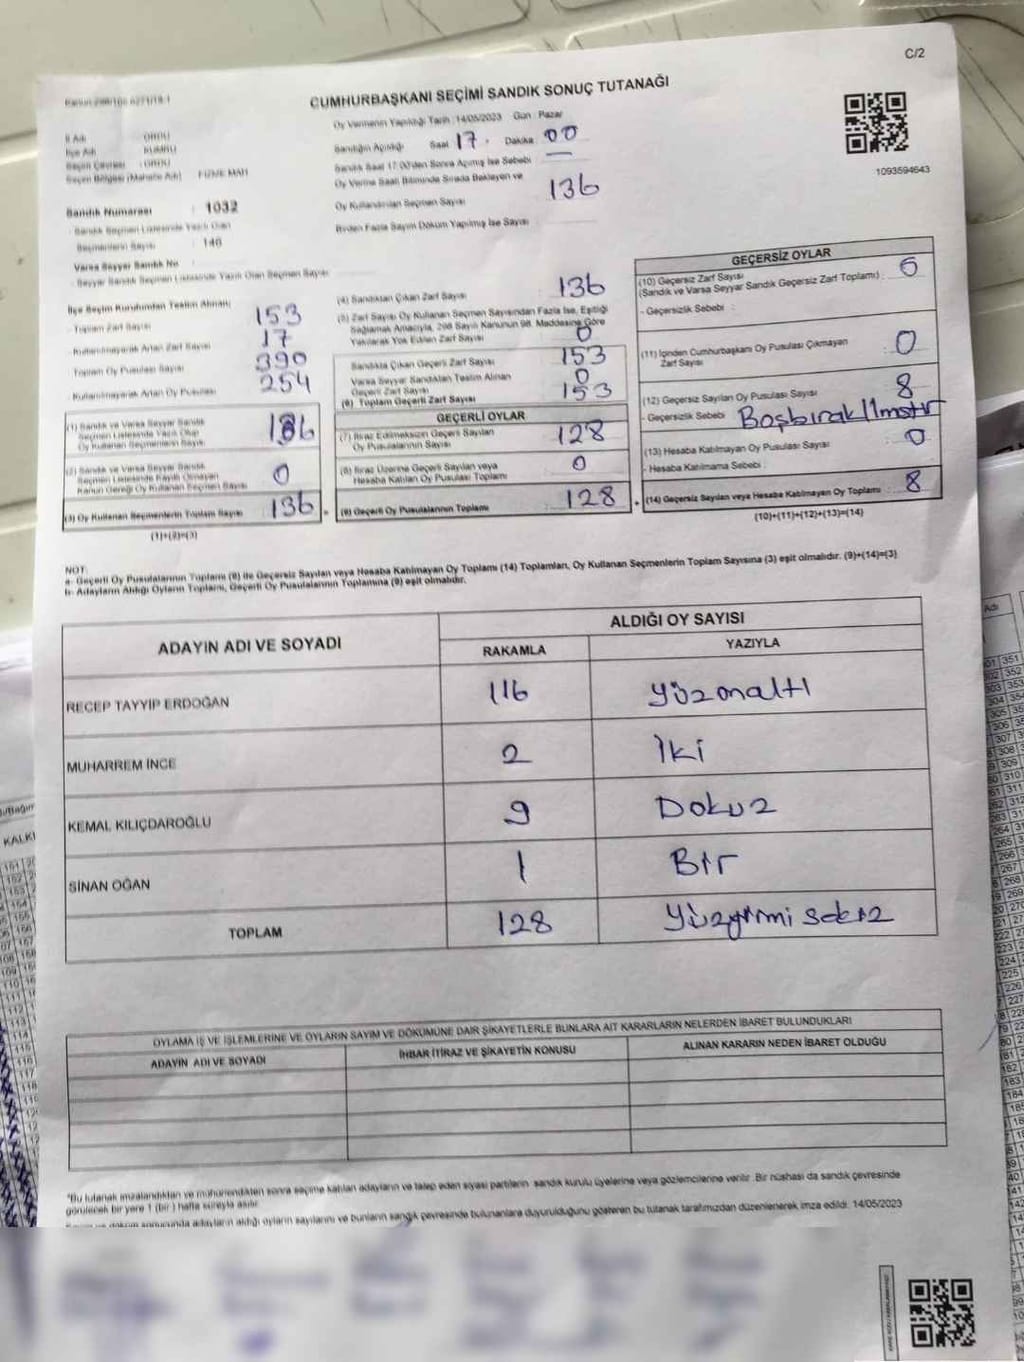 C/2
CUMHURBAŞKANI SEÇİMİ SANDIK SONUÇ TUTANAĞI
Oy Vermenin Yapıldığı Tarih : 14/05/2023 Gün : Pazar
İl Adı : ORDU
İlçe Adı : KUMRU
Seçim Çevresi : ORDU
Seçim Bölgesi (Mahalle Adı) : FİZME MAH
Sandığın Açıldığı Saat 17 Dakika 00
Sandık Saat 17:00'den Sonra Açılmış İse Sebebi —
Oy Verme Saati Bitiminde Sırada Bekleyen ve
Oy Kullandırılan Seçmen Sayısı 136
Birden Fazla Sayım Döküm Yapılmış İse Sayısı
1093594643
Sandık Numarası : 1032
- Sandık Seçmen Listesinde Yazılı Olan
Seçmenlerin Sayısı : 146
Varsa Seyyar Sandık No :
- Seyyar Sandık Seçmen Listesinde Yazılı Olan Seçmen Sayısı
İlçe Seçim Kurulundan Teslim Alınan;
- Toplam Zarf Sayısı 153
- Kullanılmayarak Artan Zarf Sayısı 17
- Toplam Oy Pusulası Sayısı 390
- Kullanılmayarak Artan Oy Pusulası 254
(1) Sandık ve Varsa Seyyar Sandık
Seçmen Listesinde Yazılı Olup
Oy Kullanan Seçmenlerin Sayısı 136
(2) Sandık ve Varsa Seyyar Sandık
Seçmen Listesinde Kayıtlı Olmayan
Kanun Gereği Oy Kullanan Seçmen Sayısı 0
(3) Oy Kullanan Seçmenlerin Toplam Sayısı 136
(1)+(2)=(3)
(4) Sandıktan Çıkan Zarf Sayısı 136
(5) Zarf Sayısı Oy Kullanan Seçmen Sayısından Fazla İse, Eşitliği
Sağlamak Amacıyla, 298 Sayılı Kanunun 98. Maddesine Göre
Yakılarak Yok Edilen Zarf Sayısı 0
Sandıkta Çıkan Geçerli Zarf Sayısı 153
Varsa Seyyar Sandıktan Teslim Alınan
Geçerli Zarf Sayısı 0
(6) Toplam Geçerli Zarf Sayısı 153
GEÇERLİ OYLAR
(7) İtiraz Edilmeksizin Geçerli Sayılan
Oy Pusulalarının Sayısı 128
(8) İtiraz Üzerine Geçerli Sayılan veya
Hesaba Katılan Oy Pusulası Toplamı 0
(9) Geçerli Oy Pusulalarının Toplamı 128
GEÇERSİZ OYLAR
(10) Geçersiz Zarf Sayısı
(Sandık ve Varsa Seyyar Sandık Geçersiz Zarf Toplamı) :
- Geçersizlik Sebebi :
(11) İçinden Cumhurbaşkanı Oy Pusulası Çıkmayan
Zarf Sayısı : 0
(12) Geçersiz Sayılan Oy Pusulası Sayısı : 8
- Geçersizlik Sebebi : Boşbırakılmıştır
(13) Hesaba Katılmayan Oy Pusulası Sayısı : 0
- Hesaba Katılmama Sebebi :
(14) Geçersiz Sayılan veya Hesaba Katılmayan Oy Toplamı : 8
(10)+(11)+(12)+(13)=(14)
NOT:
a- Geçerli Oy Pusulalarının Toplamı (9) ile Geçersiz Sayılan veya Hesaba Katılmayan Oy Toplamı (14) Toplamları, Oy Kullanan Seçmenlerin Toplam Sayısına (3) eşit olmalıdır. (9)+(14)=(3)
b- Adayların Aldığı Oyların Toplamı, Geçerli Oy Pusulalarının Toplamına (9) eşit olmalıdır.
ADAYIN ADI VE SOYADI
ALDIĞI OY SAYISI
RAKAMLA YAZIYLA
RECEP TAYYİP ERDOĞAN 116 Yüzonaltı
MUHARREM İNCE 2 İki
KEMAL KILIÇDAROĞLU 9 Dokuz
SİNAN OĞAN 1 Bir
TOPLAM 128 Yüzyirmi sekiz
OYLAMA İŞ VE İŞLEMLERİNE VE OYLARIN SAYIM VE DÖKÜMÜNE DAİR ŞİKAYETLERLE BUNLARA AİT KARARLARIN NELERDEN İBARET BULUNDUKLARI
ADAYIN ADI VE SOYADI İHBAR İTİRAZ VE ŞİKAYETİN KONUSU ALINAN KARARIN NEDEN İBARET OLDUĞU
"Bu tutanak imzalandıktan ve mühürlendikten sonra seçime katılan adayların ve talep eden siyasi partilerin sandık kurulu üyelerine veya gözlemcilerine verilir. Bir nüshası da sandık çevresinde
görülecek bir yere 1 (bir) hafta süreyle asılır.
Sayım ve döküm sonucunda adayların aldığı oyların sayılarını ve bunların sandık çevresinde bulunanlara duyurulduğunu gösteren bu tutanak tarafımızdan düzenlenerek imza edildi. 14/05/2023